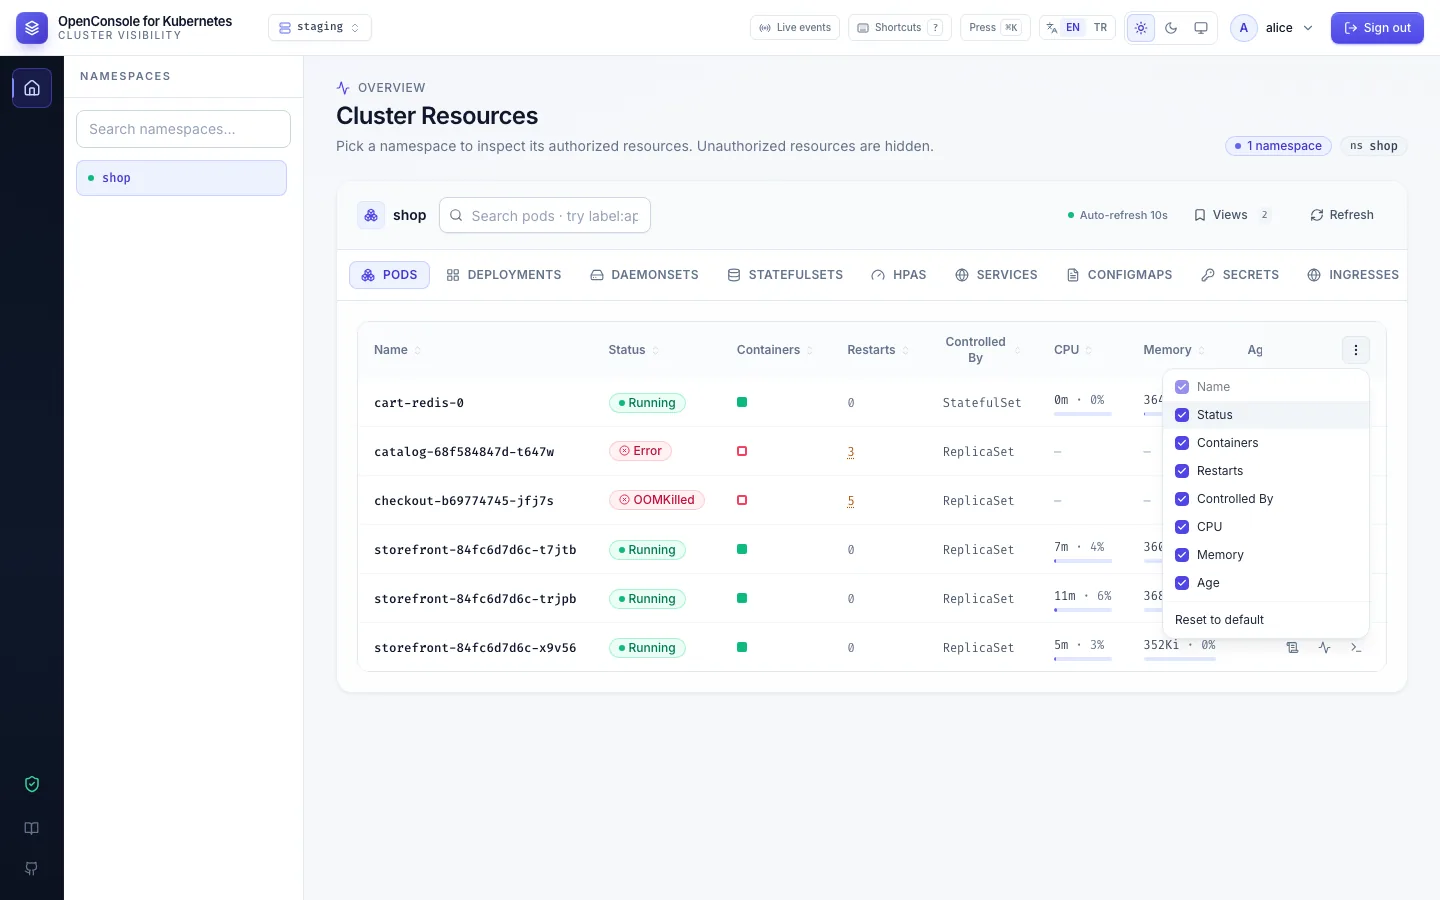 OpenConsole for Kubernetes
CLUSTER VISIBILITY
staging
Live events
Shortcuts ?
Press ⌘K
EN TR
A alice
Sign out
NAMESPACES
Search namespaces...
shop
OVERVIEW
Cluster Resources
Pick a namespace to inspect its authorized resources. Unauthorized resources are hidden.
1 namespace
ns shop
shop
Search pods · try label:ap
Auto-refresh 10s
Views 2
Refresh
PODS DEPLOYMENTS DAEMONSETS STATEFULSETS HPAS SERVICES CONFIGMAPS SECRETS INGRESSES
Name Status Containers Restarts Controlled By CPU Memory Ag
cart-redis-0 Running 0 StatefulSet 0m · 0% 364
catalog-68f584847d-t647w Error 3 ReplicaSet — —
checkout-b69774745-jfj7s OOMKilled 5 ReplicaSet — —
storefront-84fc6d7d6c-t7jtb Running 0 ReplicaSet 7m · 4% 360
storefront-84fc6d7d6c-trjpb Running 0 ReplicaSet 11m · 6% 368
storefront-84fc6d7d6c-x9v56 Running 0 ReplicaSet 5m · 3% 352Ki · 0%
Name
Status
Containers
Restarts
Controlled By
CPU
Memory
Age
Reset to default